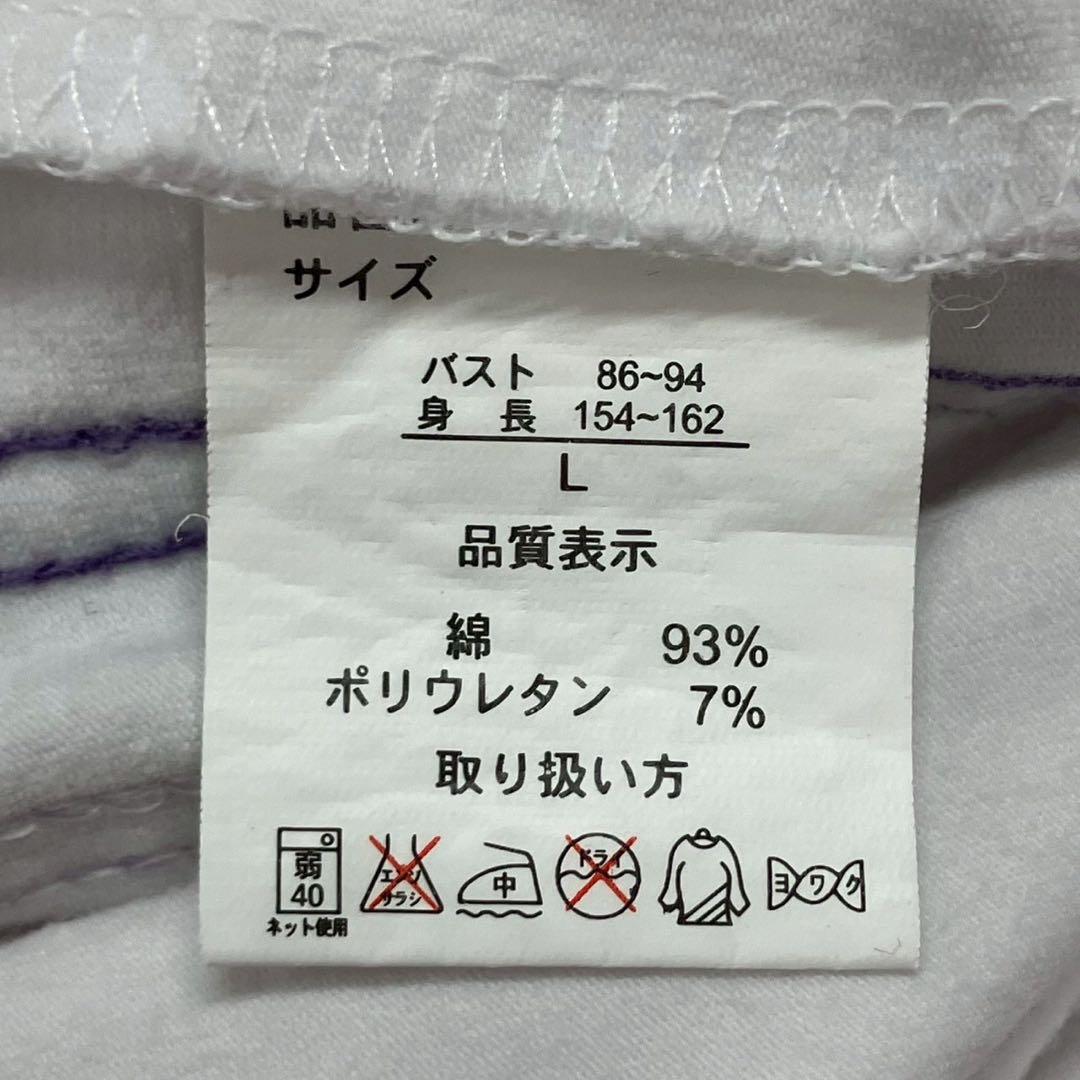 サイズ
バスト 86~94
身長 154~162
L
品質表示
綿 93%
ポリウレタン 7%
取り扱い方
弱
40
ネット使用
エンソ
サラシ
中
ドライ
ヨワク